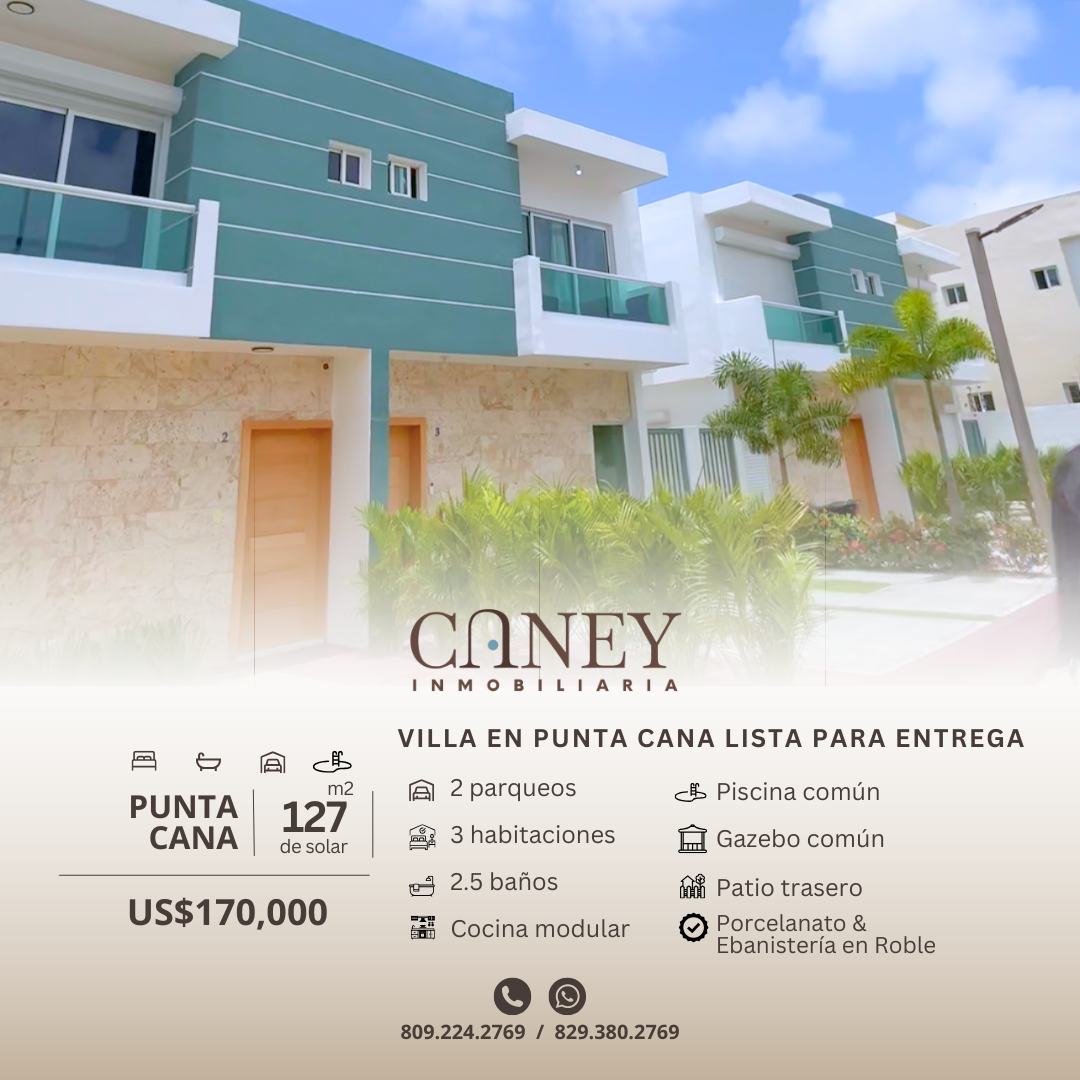 2
3
CANEY
INMOBILIARIA
VILLA EN PUNTA CANA LISTA PARA ENTREGA
PUNTA
CANA
m2
127
de solar
US$170,000
2 parqueos
3 habitaciones
2.5 baños
Cocina modular
Piscina común
Gazebo común
Patio trasero
Porcelanato &
Ebanistería en Roble
809.224.2769 / 829.380.2769